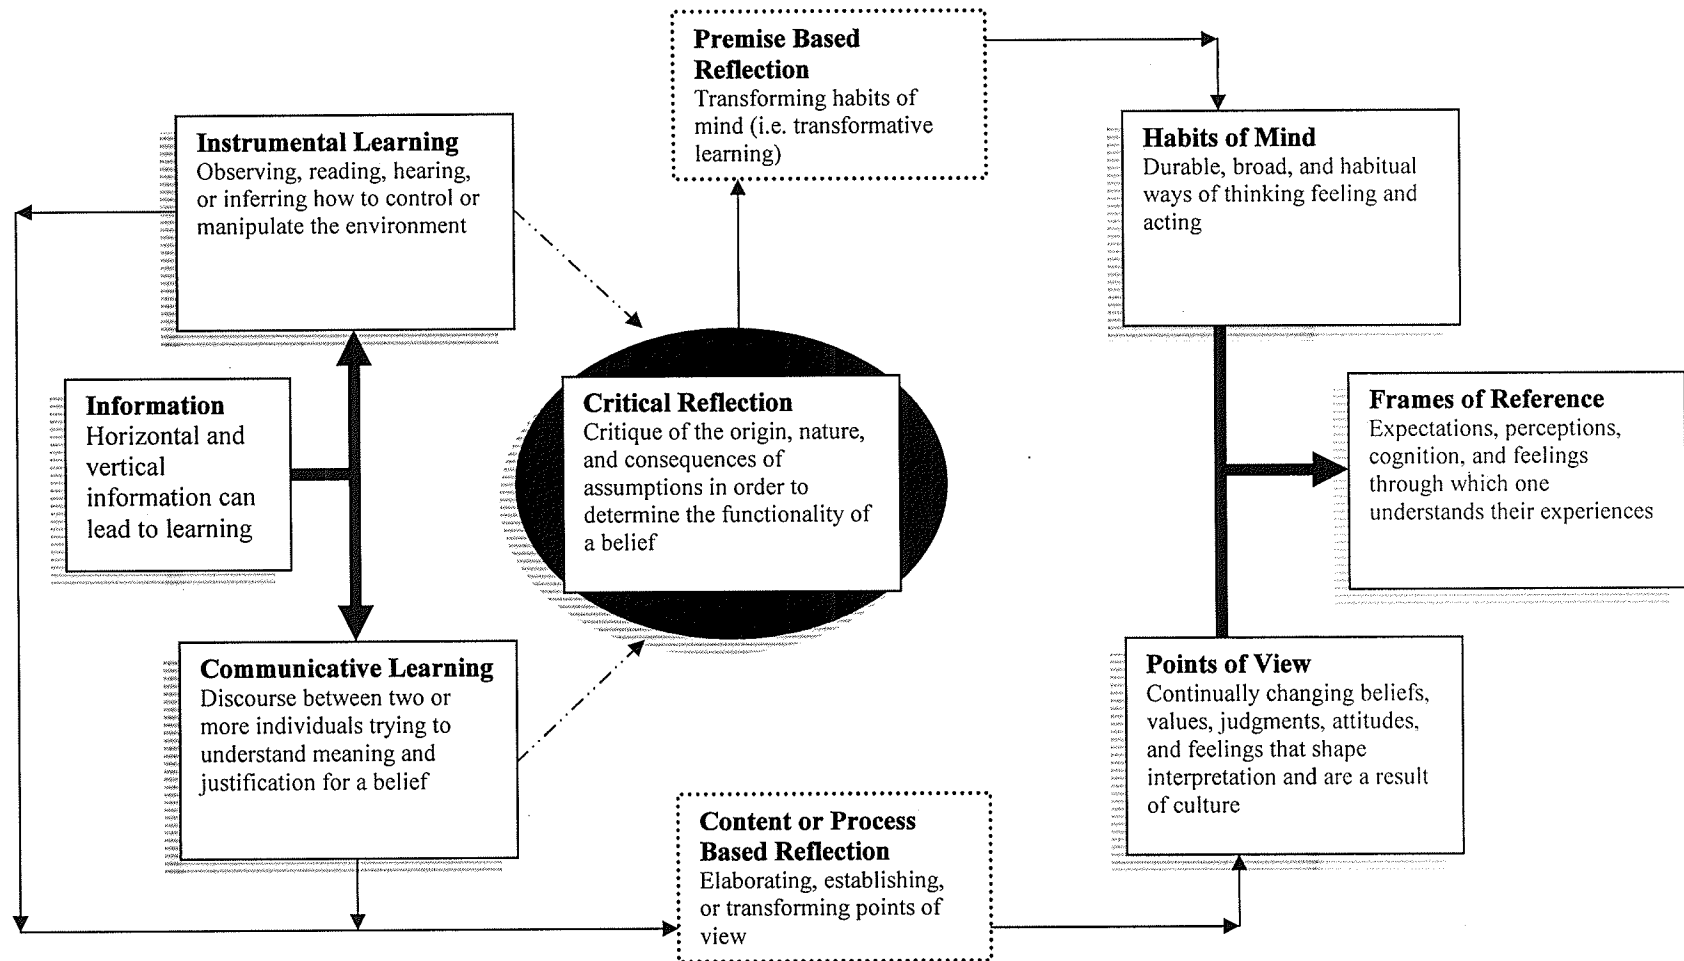 Premise Based
Reflection
Transforming habits of
mind (i.e. transformative
learning)
Instrumental Learning
Observing, reading, hearing,
or inferring how to control or
manipulate the environment
Habits of Mind
Durable, broad, and habitual
ways of thinking feeling and
acting
Information
Horizontal and
vertical
information can
lead to learning
Critical Reflection
Critique of the origin, nature,
and consequences of
assumptions in order to
determine the functionality of
a belief
Frames of Reference
Expectations, perceptions,
cognition, and feelings
through which one
understands their experiences
Communicative Learning
Discourse between two or
more individuals trying to
understand meaning and
justification for a belief
Points of View
Continually changing beliefs,
values, judgments, attitudes,
and feelings that shape
interpretation and are a result
of culture
Content or Process
Based Reflection
Elaborating, establishing,
or transforming points of
view